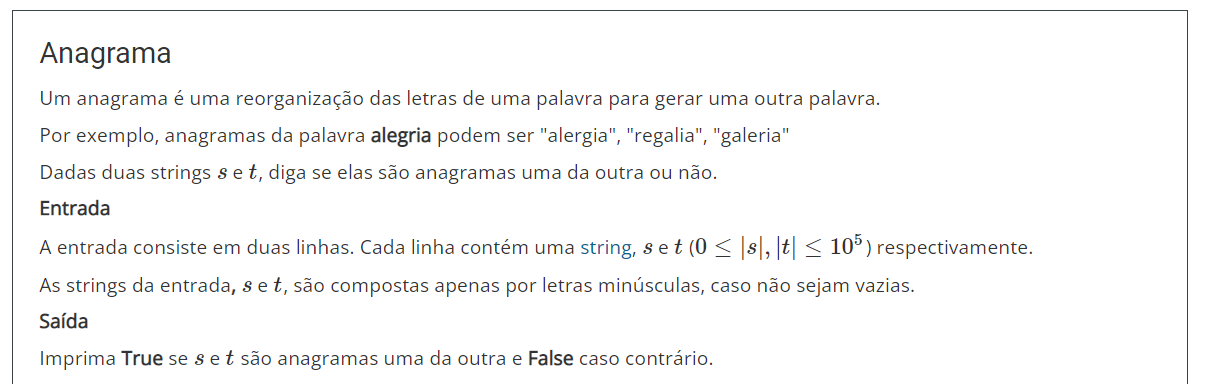 Anagrama
Um anagrama é uma reorganização das letras de uma palavra para gerar uma outra palavra.
Por exemplo, anagramas da palavra alegria podem ser "alergia", "regalia", "galeria"
Dadas duas strings s e t, diga se elas são anagramas uma da outra ou não.
Entrada
A entrada consiste em duas linhas. Cada linha contém uma string, s e t (0 ≤ |s|, |t| ≤ 10⁵) respectivamente.
As strings da entrada, s e t, são compostas apenas por letras minúsculas, caso não sejam vazias.
Saída
Imprima True se s e t são anagramas uma da outra e False caso contrário.